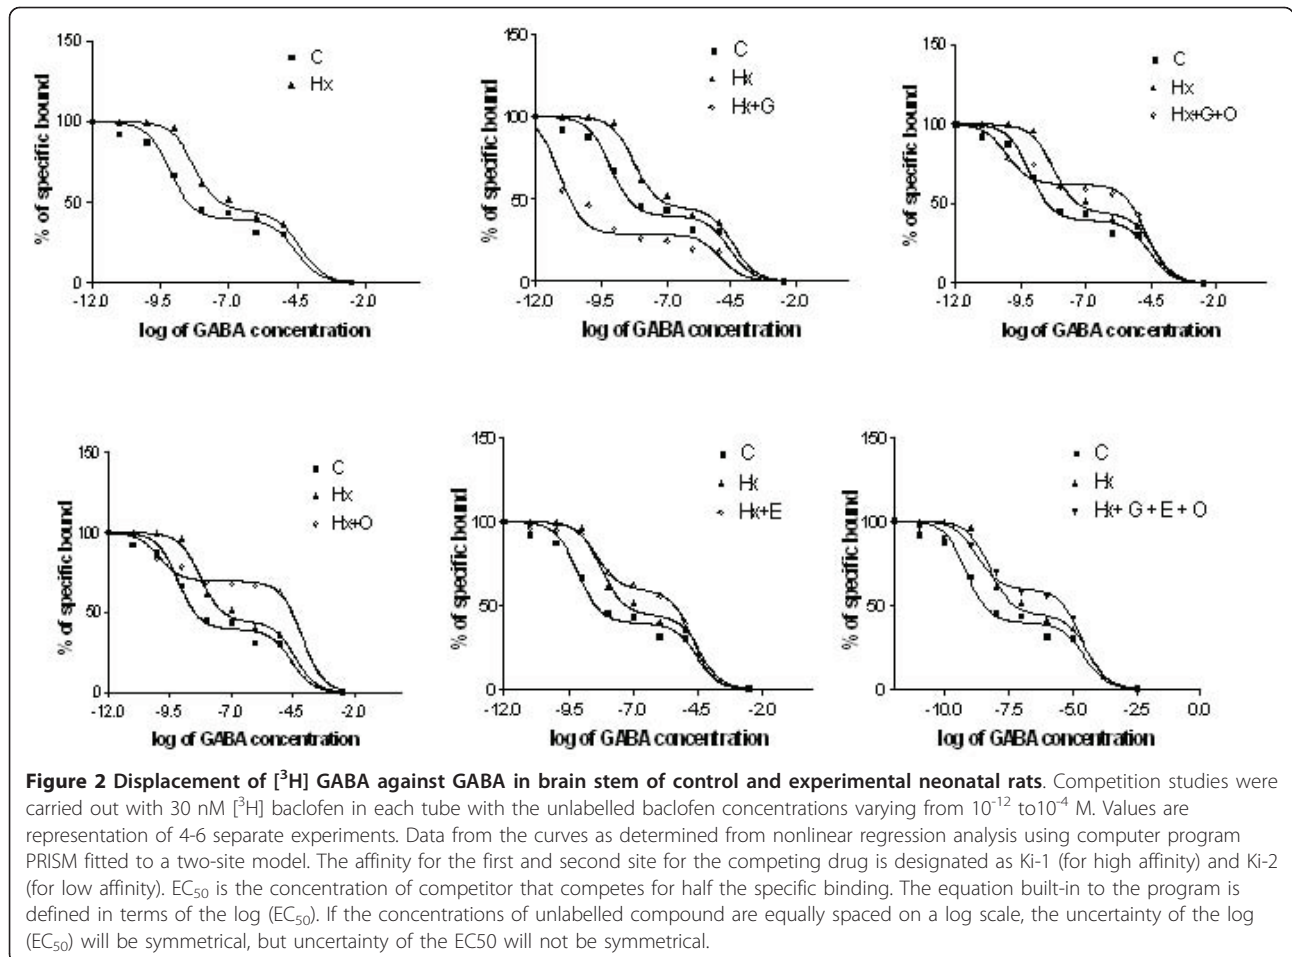 150
C
Hx
100
50
0
% of specific bound
-12.0 -9.5 -7.0 -4.5 -2.0
log of GABA concentration
150
C
Hx
Hx+G
100
50
0
% of specific bound
-12.0 -9.5 -7.0 -4.5 -2.0
log of GABA concentration
150
C
Hx
Hx+G+O
100
50
0
% of specific bound
-12.0 -9.5 -7.0 -4.5 -2.0
log of GABA concentration
150
C
Hx
Hx+O
100
50
0
% of specific bound
-12.0 -9.5 -7.0 -4.5 -2.0
log of GABA concentration
150
C
Hx
Hx+E
100
50
0
% of specific bound
-12.0 -9.5 -7.0 -4.5 -2.0
log of GABA concentration
150
C
Hx
Hx+ G + E + O
100
50
0
% of specific bound
-10.0 -7.5 -5.0 -2.5 0.0
log of GABA concentration
Figure 2 Displacement of [³H] GABA against GABA in brain stem of control and experimental neonatal rats. Competition studies were
carried out with 30 nM [³H] baclofen in each tube with the unlabelled baclofen concentrations varying from 10⁻¹² to10⁻⁴ M. Values are
representation of 4-6 separate experiments. Data from the curves as determined from nonlinear regression analysis using computer program
PRISM fitted to a two-site model. The affinity for the first and second site for the competing drug is designated as Ki-1 (for high affinity) and Ki-2
(for low affinity). EC₅₀ is the concentration of competitor that competes for half the specific binding. The equation built-in to the program is
defined in terms of the log (EC₅₀). If the concentrations of unlabelled compound are equally spaced on a log scale, the uncertainty of the log
(EC₅₀) will be symmetrical, but uncertainty of the EC50 will not be symmetrical.